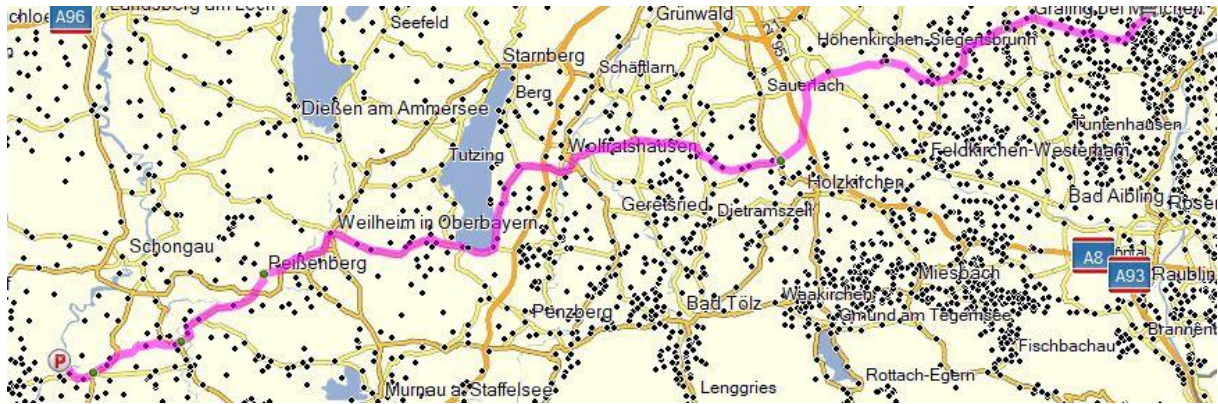 Landsberg am Lech
A96
Seefeld
Grünwald
Höhenkirchen-Siegertsbrunn
Starnberg
Schäftlarn
Berg
Sauerlach
Dießen am Ammersee
Tuntenhausen
Tutzing
Wolfratshausen
Feldkirchen-Westerham
Holzkirchen
Bad Aibling
Geretsried
Dietramszell
Weilheim in Oberbayern
Schongau
A8
Peißenberg
Miesbach
A93
Raubling
Waakirchen
Bad Tölz
Penzberg
Gmund am Tegernsee
Fischbachau
P
Rottach-Egern
Murnau a. Staffelsee
Lenggries